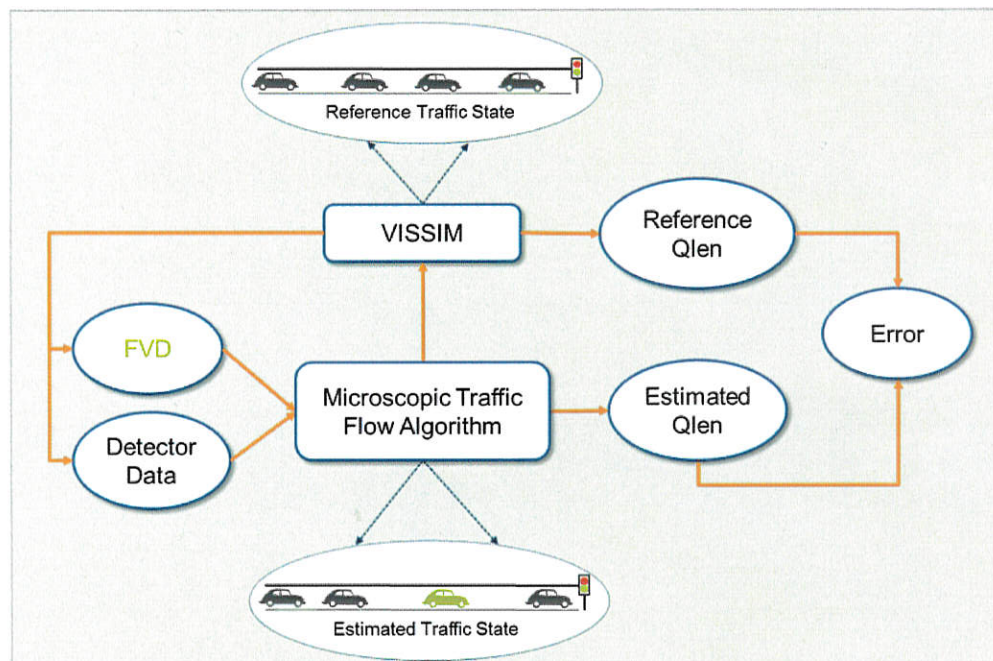 Reference Traffic State
VISSIM
Reference
Qlen
FVD
Error
Microscopic Traffic
Flow Algorithm
Estimated
Qlen
Detector
Data
Estimated Traffic State